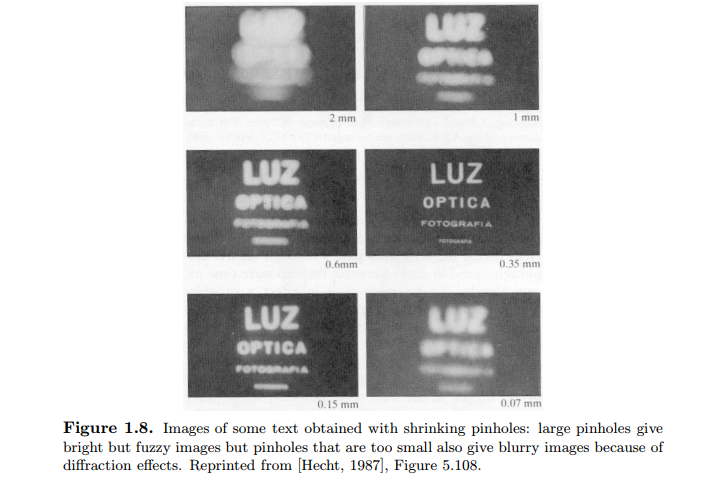 LUZ
2 mm
LUZ
OPTICA
1 mm
LUZ
OPTICA
FOTOGRAFIA
0.6mm
LUZ
OPTICA
FOTOGRAFIA
FOTOGRAFIA
0.35 mm
LUZ
OPTICA
FOTOGRAFIA
0.15 mm
LUZ
OPTICA
0.07 mm
Figure 1.8. Images of some text obtained with shrinking pinholes: large pinholes give
bright but fuzzy images but pinholes that are too small also give blurry images because of
diffraction effects. Reprinted from [Hecht, 1987], Figure 5.108.